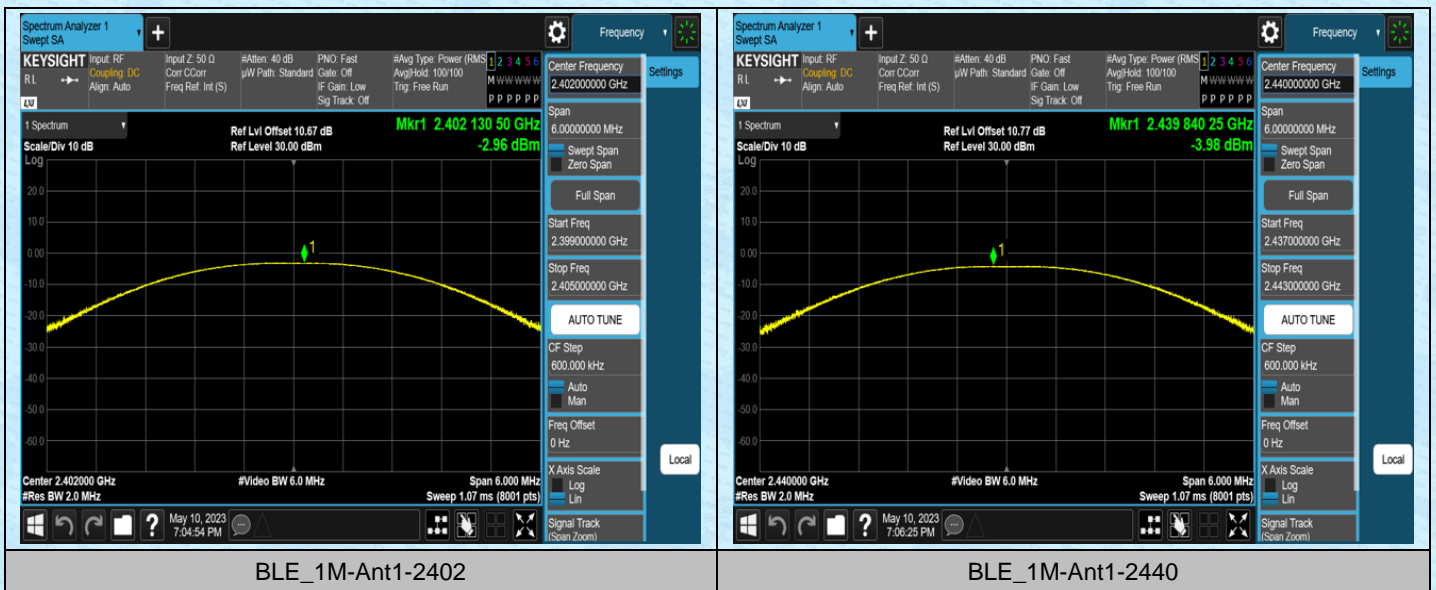 Spectrum Analyzer 1
Swept SA
Frequency
KEYSIGHT
RL
LXI
Input: RF
Coupling: DC
Align: Auto
Input Z: 50 Ω
Corr CCorr
Freq Ref: Int (S)
#Atten: 40 dB
µW Path: Standard
PNO: Fast
Gate: Off
IF Gain: Low
Sig Track: Off
#Avg Type: Power (RMS
Avg|Hold: 100/100
Trig: Free Run
1 2 3 4 5 6
M W W W W W
P P P P P P
1 Spectrum
Scale/Div 10 dB
Log
Ref Lvl Offset 10.67 dB
Ref Level 30.00 dBm
Mkr1 2.402 130 50 GHz
-2.96 dBm
20.0
10.0
0.00
-10.0
-20.0
-30.0
-40.0
-50.0
-60.0
1
Center 2.402000 GHz
#Res BW 2.0 MHz
#Video BW 6.0 MHz
Span 6.000 MHz
Sweep 1.07 ms (8001 pts)
May 10, 2023
7:04:54 PM
Center Frequency
2.402000000 GHz
Settings
Span
6.00000000 MHz
Swept Span
Zero Span
Full Span
Start Freq
2.399000000 GHz
Stop Freq
2.405000000 GHz
AUTO TUNE
CF Step
600.000 kHz
Auto
Man
Freq Offset
0 Hz
Local
X Axis Scale
Log
Lin
Signal Track
(Span Zoom)
BLE_1M-Ant1-2402
Spectrum Analyzer 1
Swept SA
Frequency
KEYSIGHT
RL
LXI
Input: RF
Coupling: DC
Align: Auto
Input Z: 50 Ω
Corr CCorr
Freq Ref: Int (S)
#Atten: 40 dB
µW Path: Standard
PNO: Fast
Gate: Off
IF Gain: Low
Sig Track: Off
#Avg Type: Power (RMS
Avg|Hold: 100/100
Trig: Free Run
1 2 3 4 5 6
M W W W W W
P P P P P P
1 Spectrum
Scale/Div 10 dB
Log
Ref Lvl Offset 10.77 dB
Ref Level 30.00 dBm
Mkr1 2.439 840 25 GHz
-3.98 dBm
20.0
10.0
0.00
-10.0
-20.0
-30.0
-40.0
-50.0
-60.0
1
Center 2.440000 GHz
#Res BW 2.0 MHz
#Video BW 6.0 MHz
Span 6.000 MHz
Sweep 1.07 ms (8001 pts)
May 10, 2023
7:06:25 PM
Center Frequency
2.440000000 GHz
Settings
Span
6.00000000 MHz
Swept Span
Zero Span
Full Span
Start Freq
2.437000000 GHz
Stop Freq
2.443000000 GHz
AUTO TUNE
CF Step
600.000 kHz
Auto
Man
Freq Offset
0 Hz
Local
X Axis Scale
Log
Lin
Signal Track
(Span Zoom)
BLE_1M-Ant1-2440